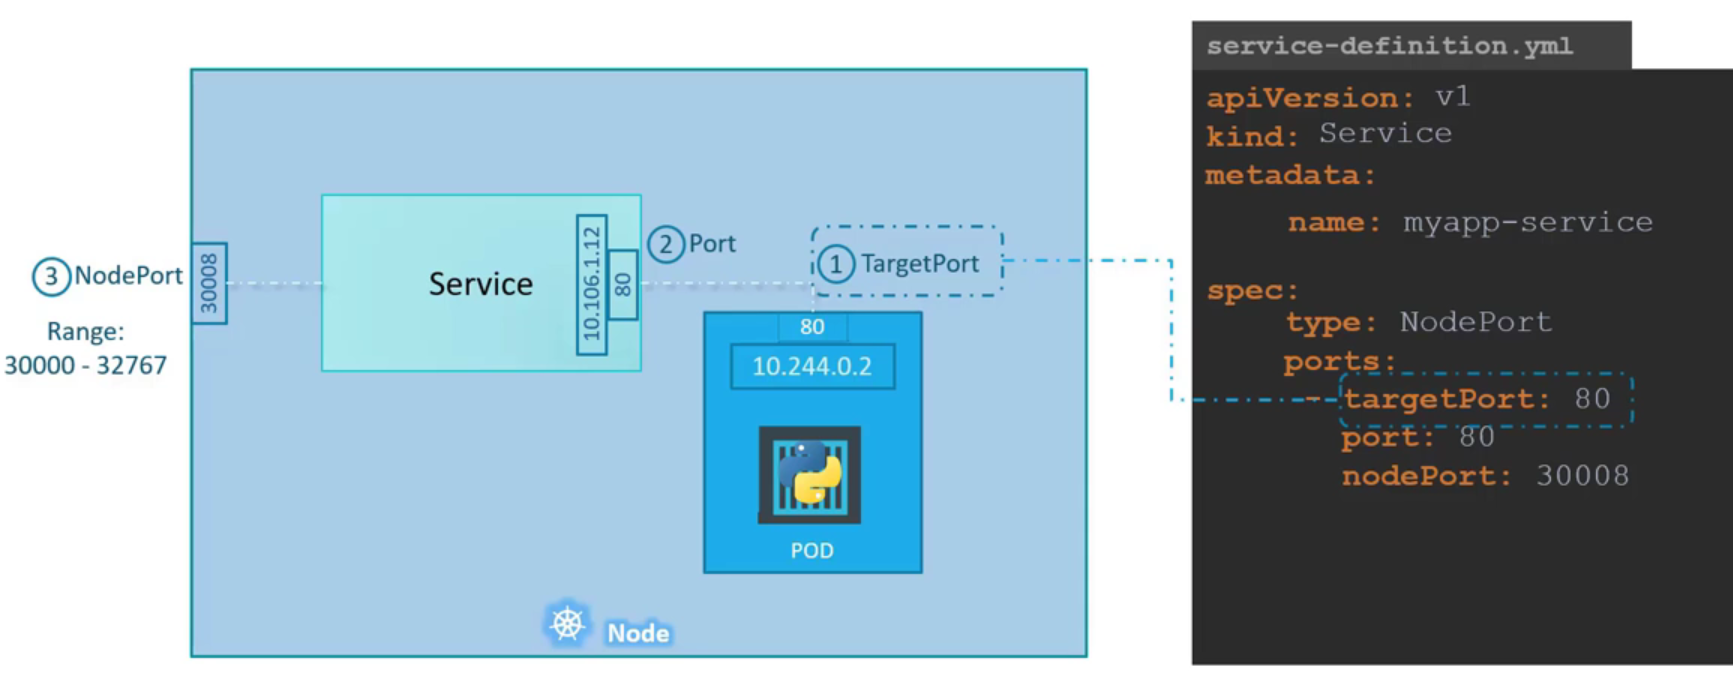 service-definition.yml
apiVersion: v1
kind: Service
metadata:
name: myapp-service
spec:
type: NodePort
ports:
- targetPort: 80
port: 80
nodePort: 30008
3 NodePort
Range:
30000 - 32767
30008
Service
10.106.1.12
80
2 Port
1 TargetPort
80
10.244.0.2
POD
Node